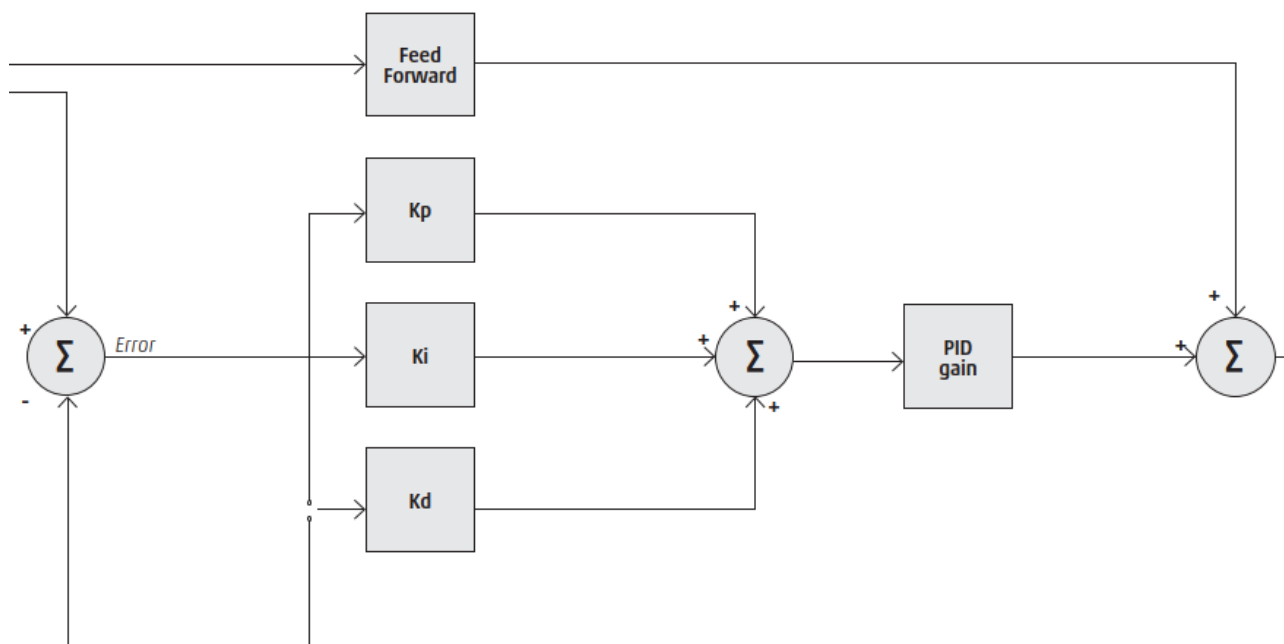 Feed
Forward
+
Kp
+
+
Σ
Error
Ki
+
Σ
PID
gain
+
Σ
-
+
Kd
+